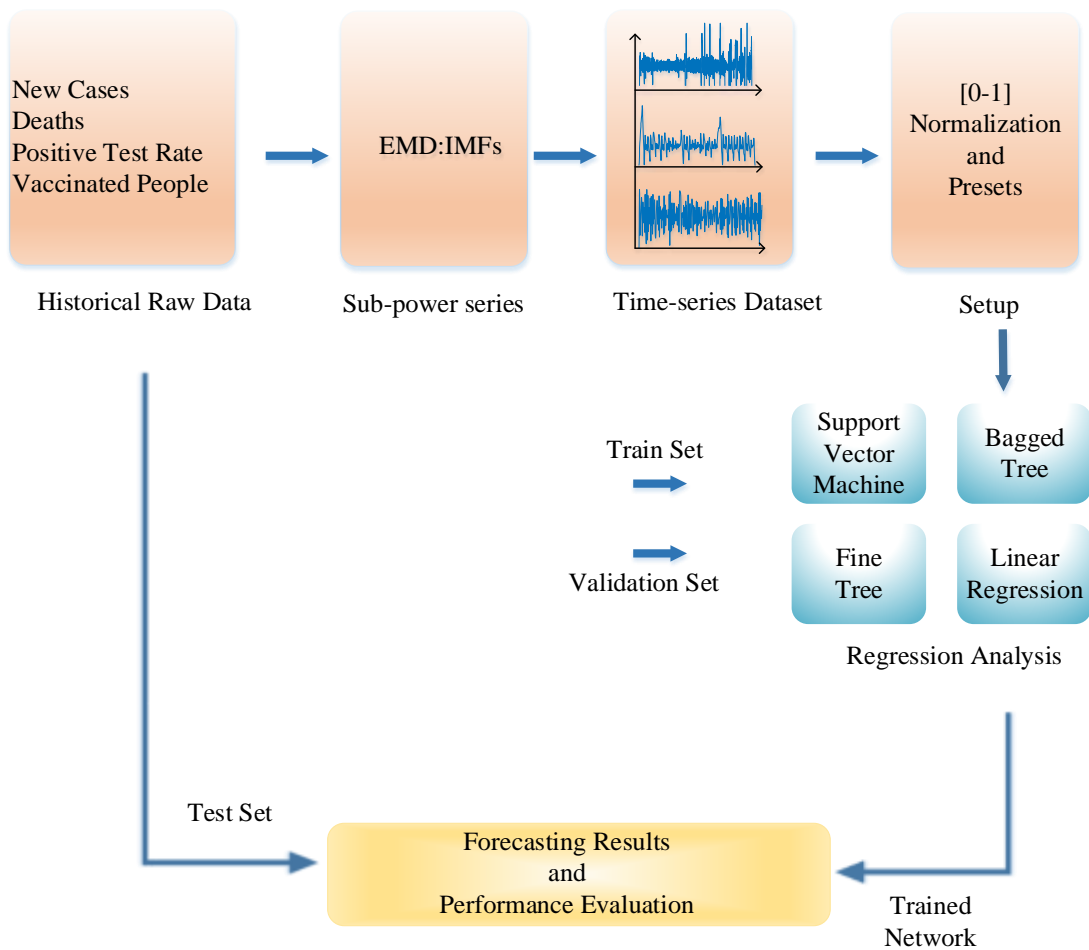 New Cases
Deaths
Positive Test Rate
Vaccinated People
Historical Raw Data
EMD:IMFs
Sub-power series
Time-series Dataset
[0-1]
Normalization
and
Presets
Setup
Train Set
Validation Set
Support
Vector
Machine
Bagged
Tree
Fine
Tree
Linear
Regression
Regression Analysis
Test Set
Forecasting Results
and
Performance Evaluation
Trained
Network